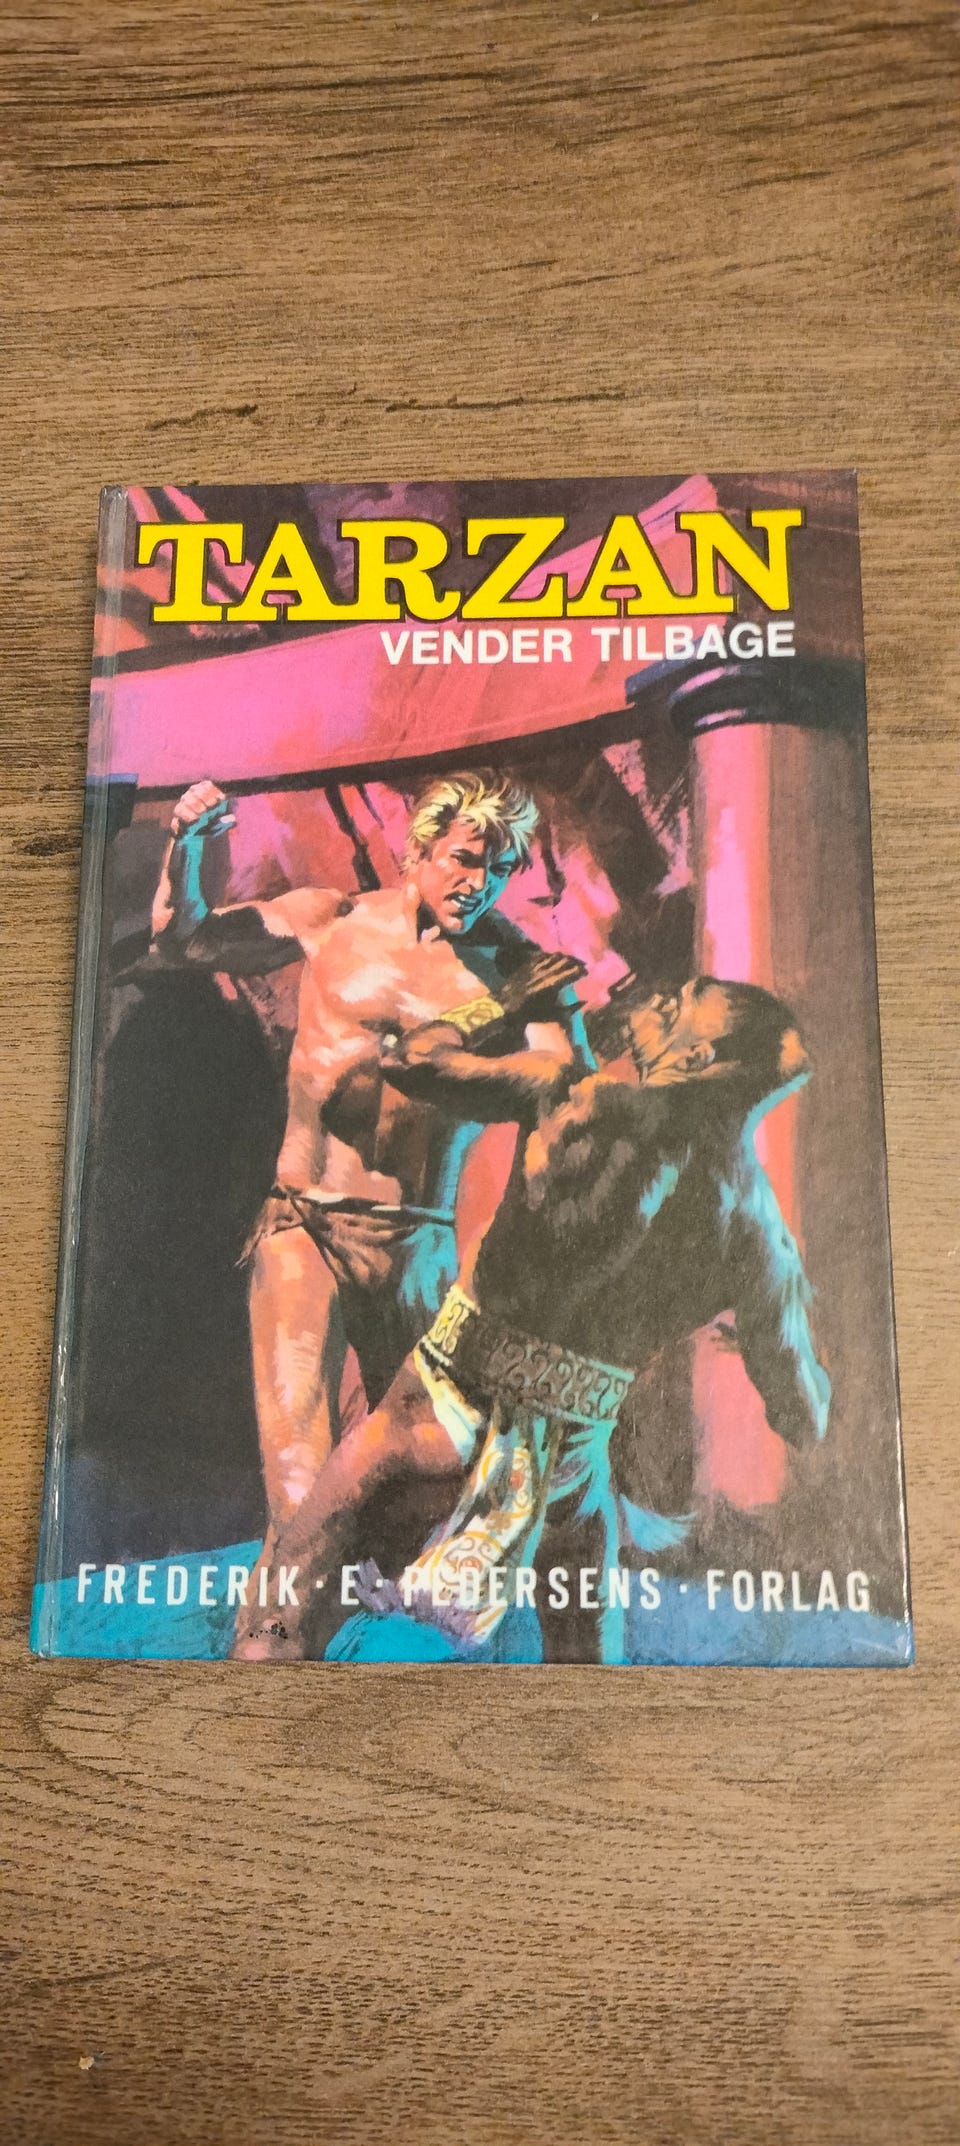 TARZAN
VENDER TILBAGE
FREDERIK · E · PEDERSENS · FORLAG